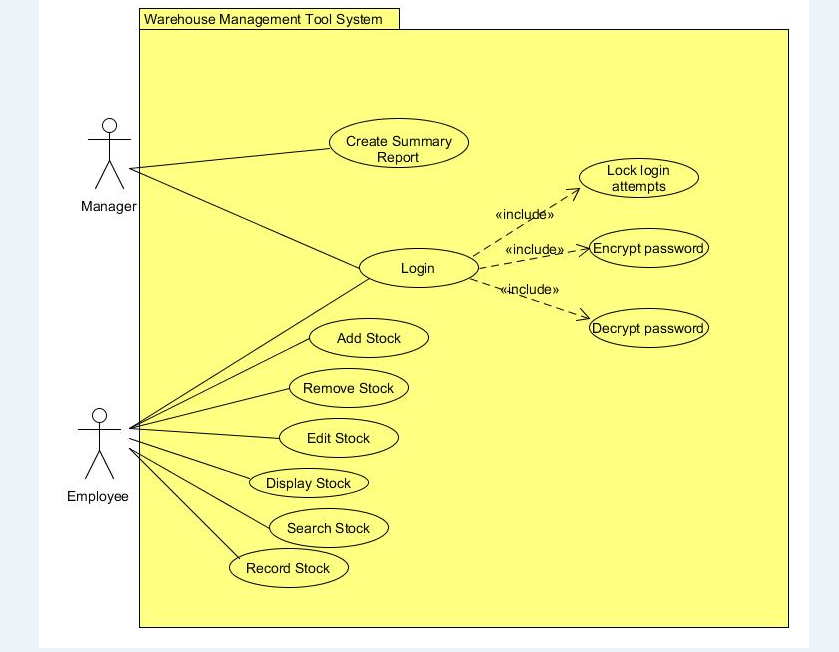 Warehouse Management Tool System
Create Summary
Report
Manager
Lock login
attempts
«include»
«include»
Encrypt password
Login
«include»
Decrypt password
Add Stock
Remove Stock
Edit Stock
Employee
Display Stock
Search Stock
Record Stock